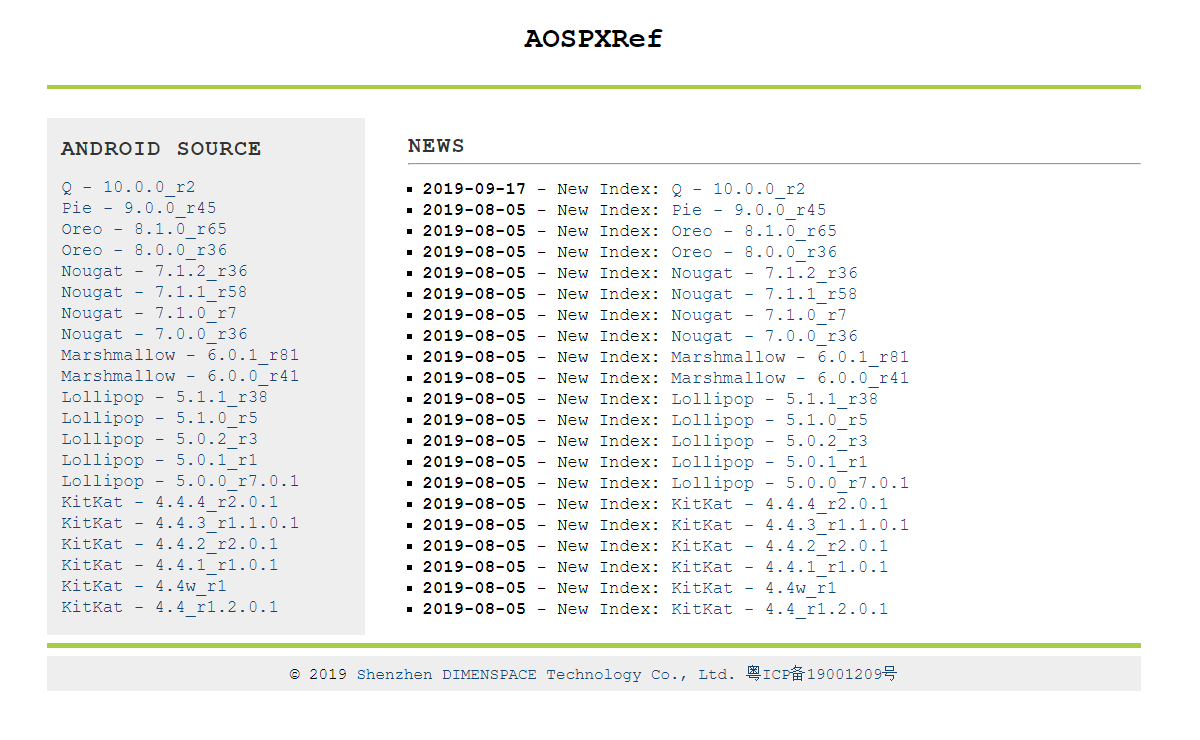 AOSPXRef
ANDROID SOURCE
Q - 10.0.0_r2
Pie - 9.0.0_r45
Oreo - 8.1.0_r65
Oreo - 8.0.0_r36
Nougat - 7.1.2_r36
Nougat - 7.1.1_r58
Nougat - 7.1.0_r7
Nougat - 7.0.0_r36
Marshmallow - 6.0.1_r81
Marshmallow - 6.0.0_r41
Lollipop - 5.1.1_r38
Lollipop - 5.1.0_r5
Lollipop - 5.0.2_r3
Lollipop - 5.0.1_r1
Lollipop - 5.0.0_r7.0.1
KitKat - 4.4.4_r2.0.1
KitKat - 4.4.3_r1.1.0.1
KitKat - 4.4.2_r2.0.1
KitKat - 4.4.1_r1.0.1
KitKat - 4.4w_r1
KitKat - 4.4_r1.2.0.1
NEWS
2019-09-17 - New Index: Q - 10.0.0_r2
2019-08-05 - New Index: Pie - 9.0.0_r45
2019-08-05 - New Index: Oreo - 8.1.0_r65
2019-08-05 - New Index: Oreo - 8.0.0_r36
2019-08-05 - New Index: Nougat - 7.1.2_r36
2019-08-05 - New Index: Nougat - 7.1.1_r58
2019-08-05 - New Index: Nougat - 7.1.0_r7
2019-08-05 - New Index: Nougat - 7.0.0_r36
2019-08-05 - New Index: Marshmallow - 6.0.1_r81
2019-08-05 - New Index: Marshmallow - 6.0.0_r41
2019-08-05 - New Index: Lollipop - 5.1.1_r38
2019-08-05 - New Index: Lollipop - 5.1.0_r5
2019-08-05 - New Index: Lollipop - 5.0.2_r3
2019-08-05 - New Index: Lollipop - 5.0.1_r1
2019-08-05 - New Index: Lollipop - 5.0.0_r7.0.1
2019-08-05 - New Index: KitKat - 4.4.4_r2.0.1
2019-08-05 - New Index: KitKat - 4.4.3_r1.1.0.1
2019-08-05 - New Index: KitKat - 4.4.2_r2.0.1
2019-08-05 - New Index: KitKat - 4.4.1_r1.0.1
2019-08-05 - New Index: KitKat - 4.4w_r1
2019-08-05 - New Index: KitKat - 4.4_r1.2.0.1
© 2019 Shenzhen DIMENSPACE Technology Co., Ltd. 粤ICP备19001209号